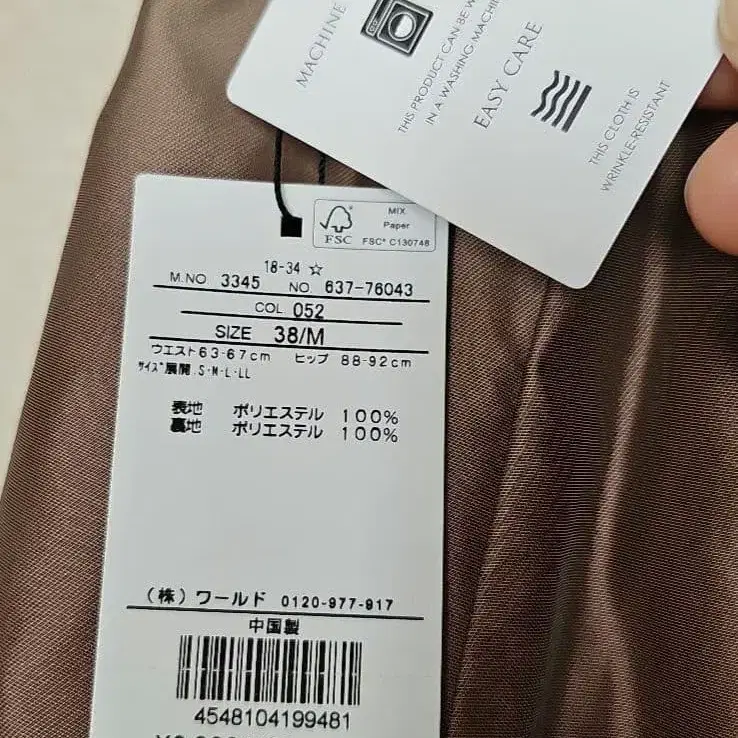 MACHINE
THIS PRODUCT CAN BE
IN A WASHING MACHIN
EASY CARE
THIS CLOTH IS
WRINKLE-RESISTANT
FSC
MIX
Paper
FSC® C130748
18-34 ☆
M.NO 3345 NO. 637-76043
COL 052
SIZE 38/M
ウエスト63-67cm ヒップ 88-92cm
サイズ展開 S・M・L・LL
表地 ポリエステル 100%
裏地 ポリエステル 100%
(株)ワールド 0120-977-917
中国製
4548104199481